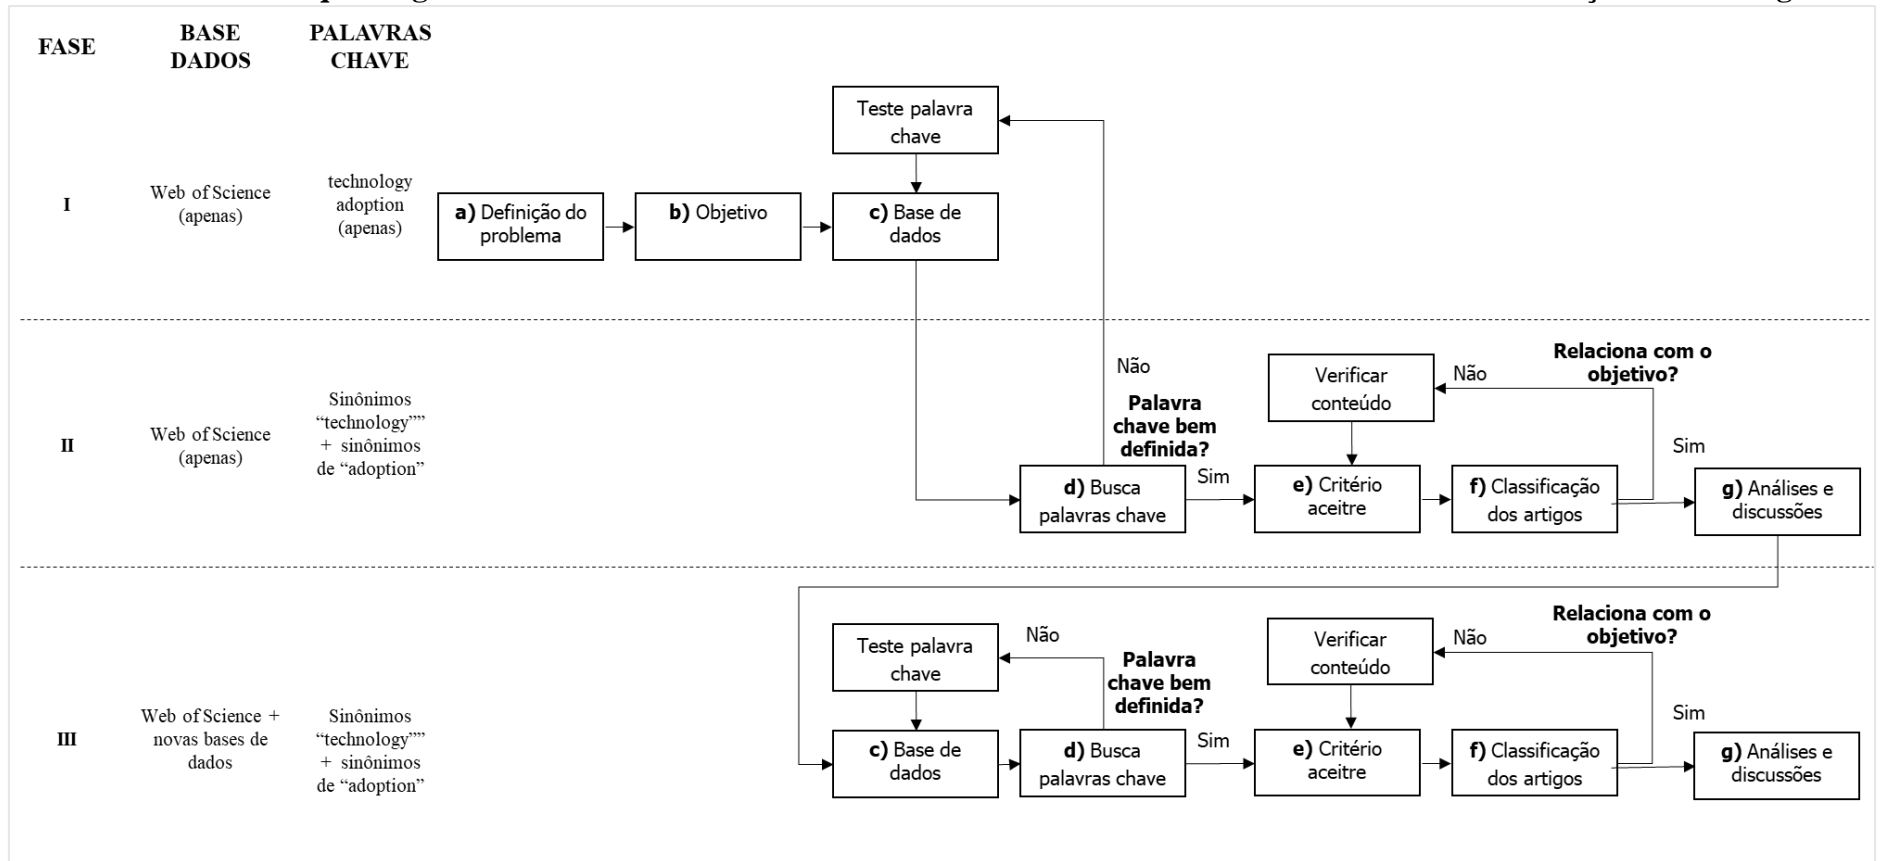 FASE
BASE
DADOS
PALAVRAS
CHAVE
I
Web of Science
(apenas)
technology
adoption
(apenas)
a) Definição do
problema
b) Objetivo
Teste palavra
chave
c) Base de
dados
II
Web of Science
(apenas)
Sinônimos
“technology””
+ sinônimos
de “adoption”
Não
Palavra
chave bem
definida?
d) Busca
palavras chave
Sim
Verificar
conteúdo
Não
Relaciona com o
objetivo?
e) Critério
aceitre
f) Classificação
dos artigos
Sim
g) Análises e
discussões
III
Web of Science +
novas bases de
dados
Sinônimos
“technology””
+ sinônimos
de “adoption”
Teste palavra
chave
Não
Palavra
chave bem
definida?
c) Base de
dados
d) Busca
palavras chave
Sim
Verificar
conteúdo
Não
Relaciona com o
objetivo?
e) Critério
aceitre
f) Classificação
dos artigos
Sim
g) Análises e
discussões